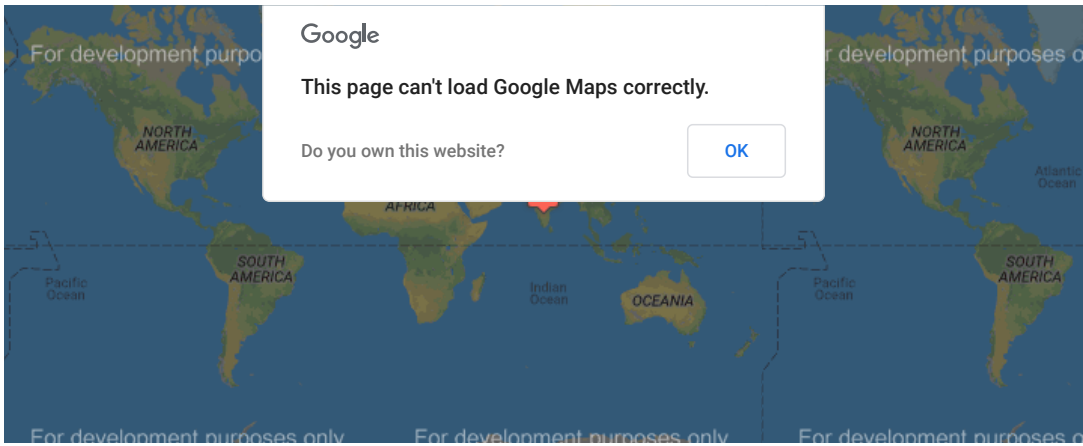 Google
This page can't load Google Maps correctly.
Do you own this website?
OK
For development purpo
r development purposes o
NORTH
AMERICA
NORTH
AMERICA
Atlantic
Ocean
AFRICA
SOUTH
AMERICA
SOUTH
AMERICA
Pacific
Ocean
Indian
Ocean
OCEANIA
Pacific
Ocean
For development purposes only
For development purposes only
For development purposes o